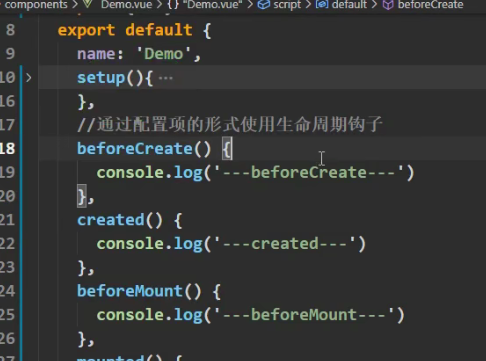 components > Demo.vue > {} "Demo.vue" > script > default > beforeCreate
8 export default {
9 name: 'Demo',
10 > setup(){ ···
16 },
17 //通过配置项的形式使用生命周期钩子
18 beforeCreate() {
19 console.log('---beforeCreate---')
20 },
21 created() {
22 console.log('---created---')
23 },
24 beforeMount() {
25 console.log('---beforeMount---')
26 },
27 mounted() {